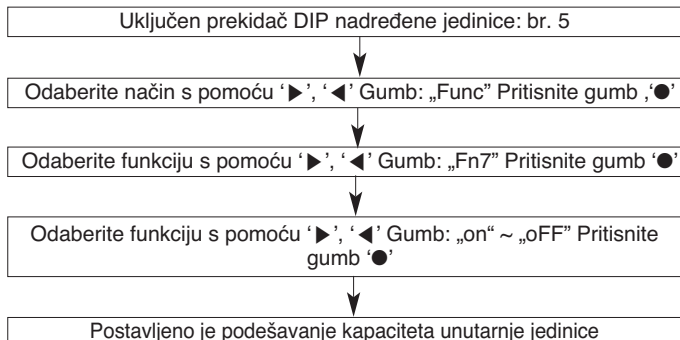 Uključen prekidač DIP nadređene jedinice: br. 5
Odaberite način s pomoću ‘▶’, ‘◀’ Gumb: „Func” Pritisnite gumb ,‘●’
Odaberite funkciju s pomoću ‘▶’, ‘◀’ Gumb: „Fn7” Pritisnite gumb ‘●’
Odaberite funkciju s pomoću ‘▶’, ‘◀’ Gumb: „on” ~ „oFF” Pritisnite
gumb ‘●’
Postavljeno je podešavanje kapaciteta unutarnje jedinice